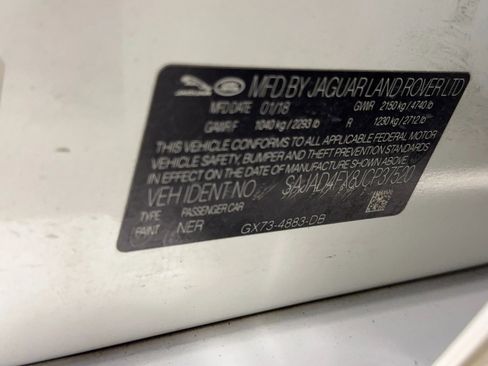 MFD BY JAGUAR LAND ROVER LTD
MFD DATE 01/18 GWR 2150 kg / 4740 lb
GAWR F 1040 kg / 2293 lb R 1230 kg / 2712 lb
THIS VEHICLE CONFORMS TO ALL APPLICABLE FEDERAL MOTOR
VEHICLE SAFETY, BUMPER AND THEFT PREVENTION STANDARDS
IN EFFECT ON THE DATE OF MANUFACTURE SHOWN ABOVE.
VEH IDENT NO. SAJAD4FX8JCP37520
TYPE PASSENGER CAR
PAINT NER GX73-4883-DB